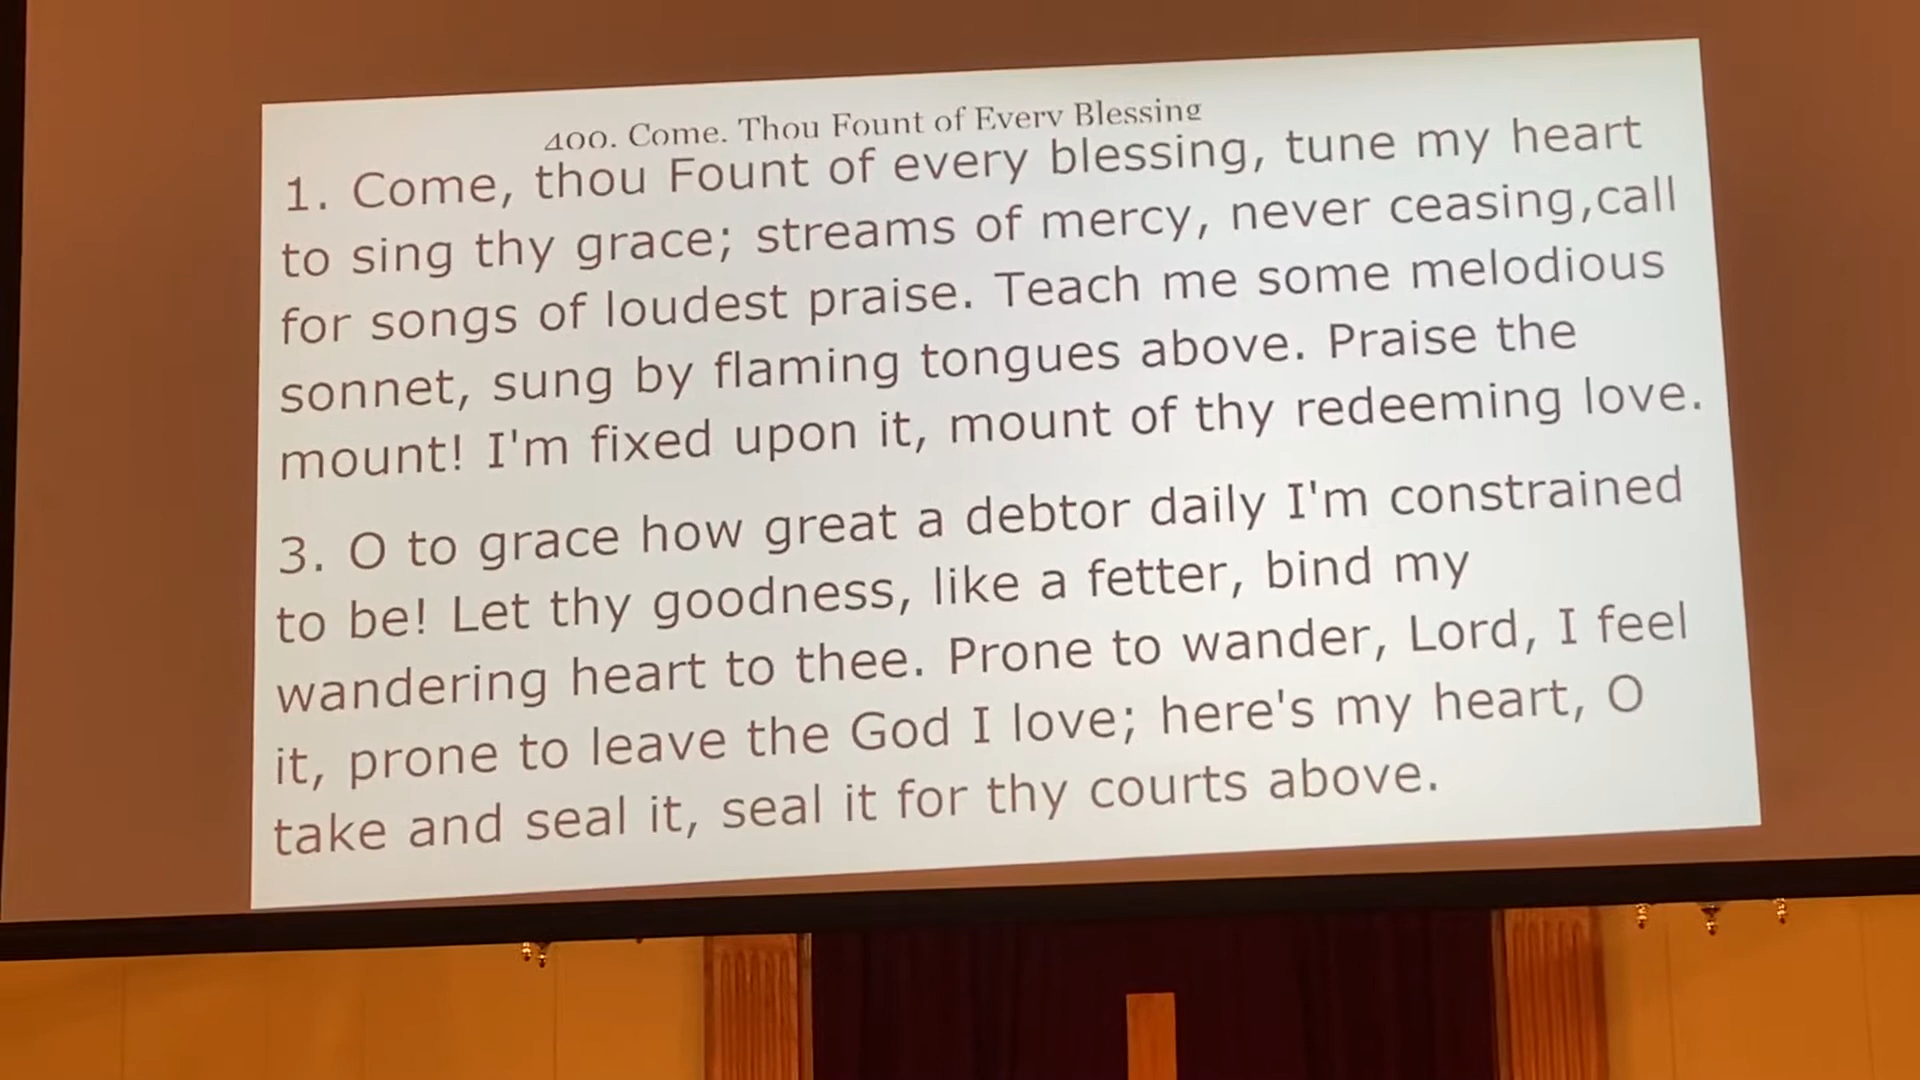 400. Come, Thou Fount of Every Blessing
1. Come, thou Fount of every blessing, tune my heart
to sing thy grace; streams of mercy, never ceasing,call
for songs of loudest praise. Teach me some melodious
sonnet, sung by flaming tongues above. Praise the
mount! I'm fixed upon it, mount of thy redeeming love.
3. O to grace how great a debtor daily I'm constrained
to be! Let thy goodness, like a fetter, bind my
wandering heart to thee. Prone to wander, Lord, I feel
it, prone to leave the God I love; here's my heart, O
take and seal it, seal it for thy courts above.